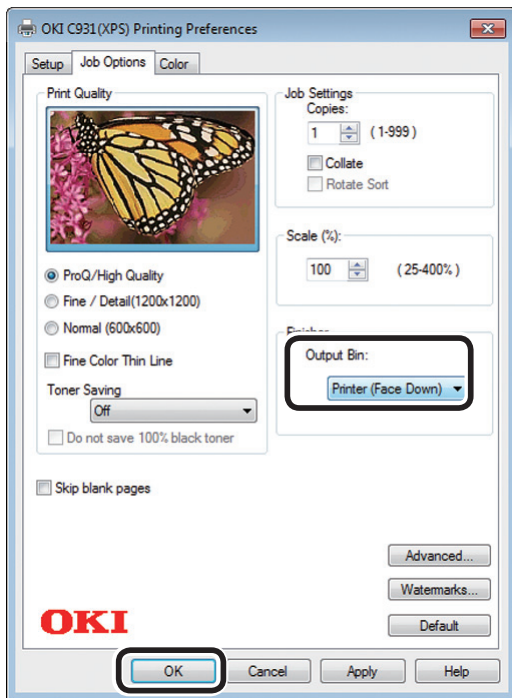 OKI C931(XPS) Printing Preferences
Setup
Job Options
Color
Print Quality
ProQ/High Quality
Fine / Detail(1200x1200)
Normal (600x600)
Fine Color Thin Line
Toner Saving
Off
Do not save 100% black toner
Skip blank pages
Job Settings
Copies:
1 (1-999)
Collate
Rotate Sort
Scale (%):
100 (25-400%)
Finisher
Output Bin:
Printer (Face Down)
Advanced...
Watermarks...
Default
OKI
OK
Cancel
Apply
Help